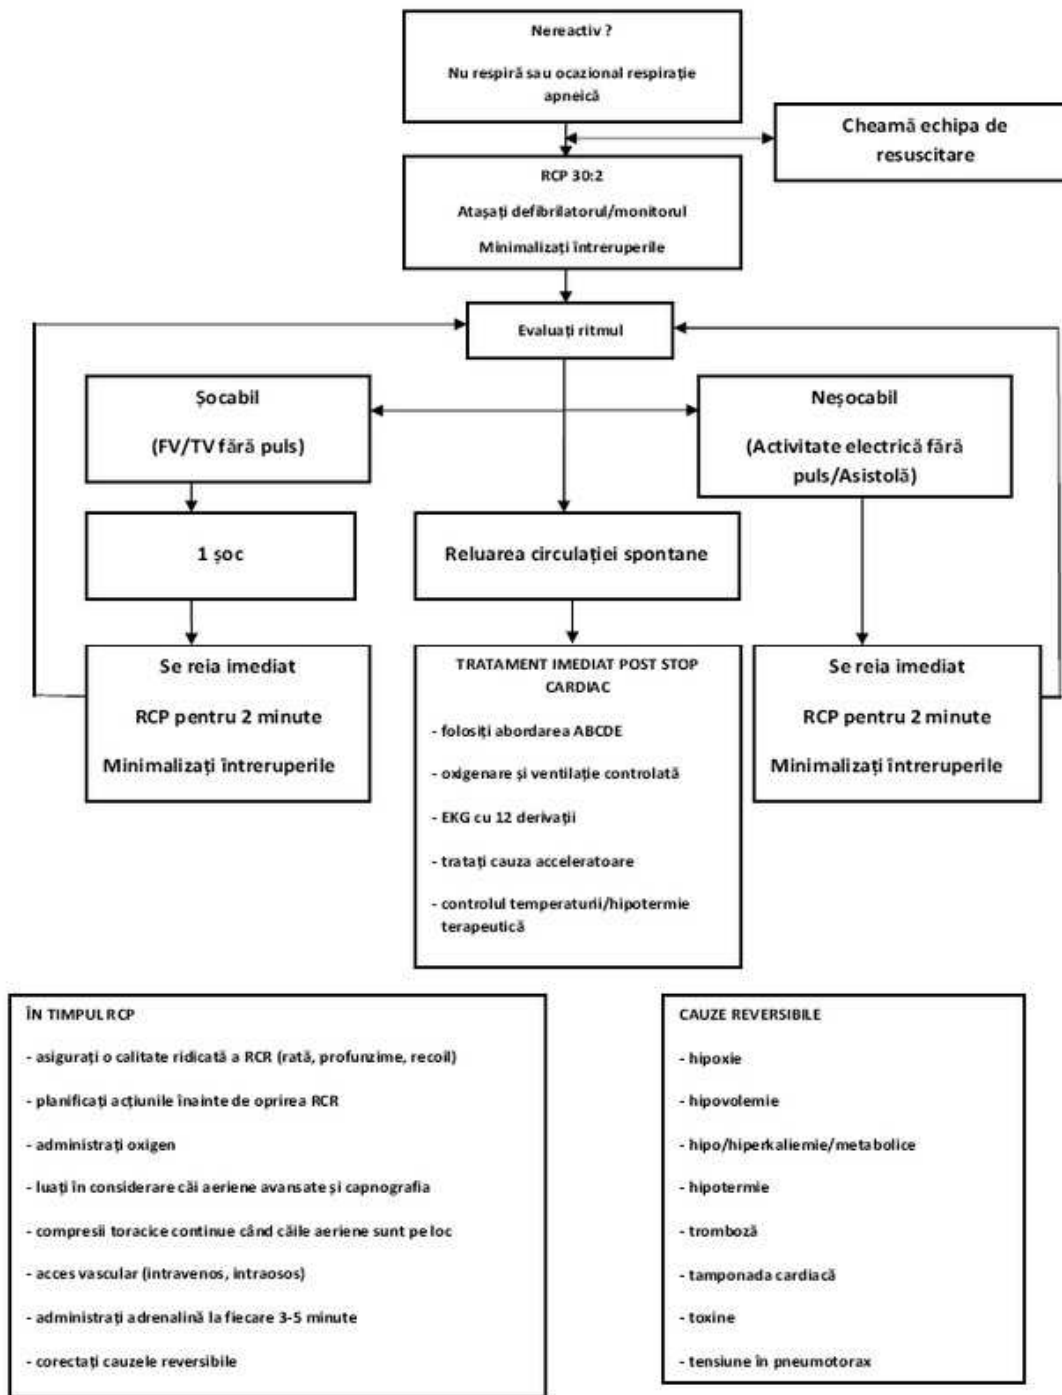 Nereactiv ?
Nu respiră sau ocazional respirație
apneică
Cheamă echipa de
resuscitare
RCP 30:2
Atașați defibrilatorul/monitorul
Minimalizați întreruperile
Evaluați ritmul
Șocabil
(FV/TV fără puls)
Neșocabil
(Activitate electrică fără
puls/Asistolă)
1 șoc
Reluarea circulației spontane
Se reia imediat
RCP pentru 2 minute
Minimalizați întreruperile
TRATAMENT IMEDIAT POST STOP
CARDIAC
- folosiți abordarea ABCDE
- oxigenare și ventilație controlată
- EKG cu 12 derivații
- tratați cauza acceleratoare
- controlul temperaturii/hipotermie
terapeutică
Se reia imediat
RCP pentru 2 minute
Minimalizați întreruperile
ÎN TIMPUL RCP
- asigurați o calitate ridicată a RCR (rată, profunzime, recoil)
- planificați acțiunile înainte de oprirea RCR
- administrați oxigen
- luați în considerare căi aeriene avansate și capnografia
- compresii toracice continue când căile aeriene sunt pe loc
- acces vascular (intravenos, intraosos)
- administrați adrenalină la fiecare 3-5 minute
- corectați cauzele reversibile
CAUZE REVERSIBILE
- hipoxie
- hipovolemie
- hipo/hiperkaliemie/metabolice
- hipotermie
- tromboză
- tamponada cardiacă
- toxine
- tensiune în pneumotorax